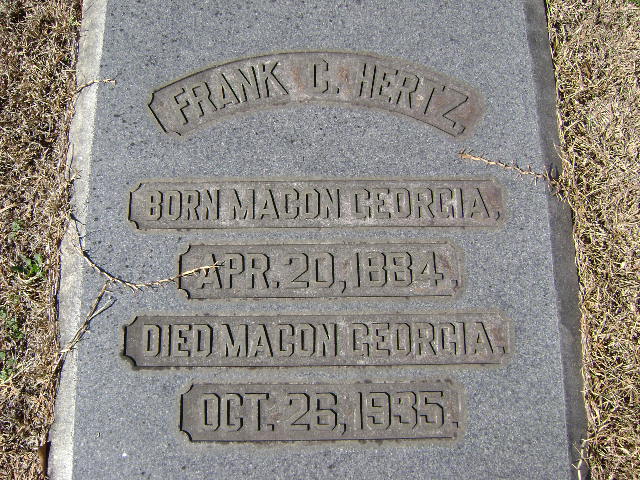 FRANK C. HERTZ.
BORN MACON GEORGIA,
APR. 20, 1884.
DIED MACON GEORGIA.
OCT. 26, 1935.